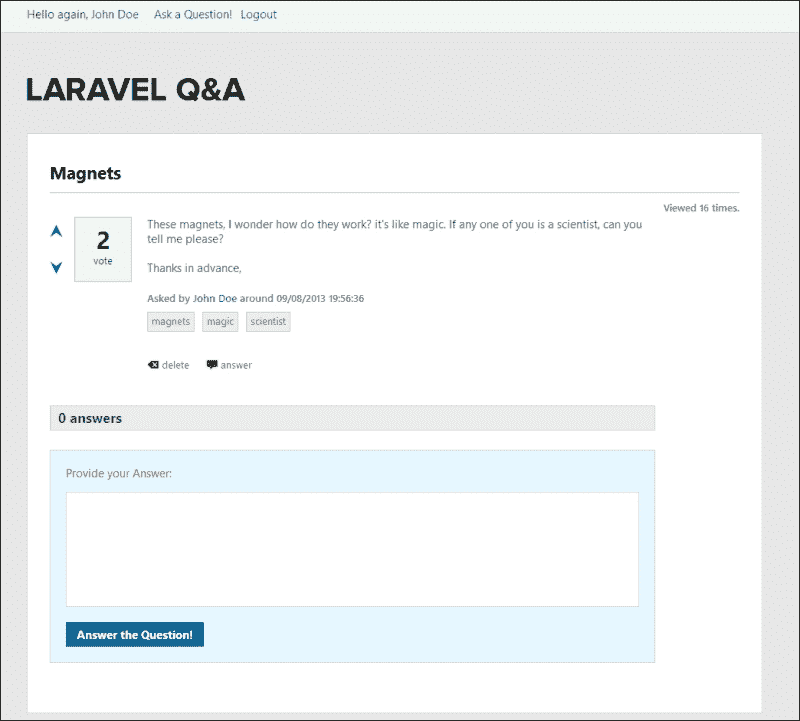 Hello again, John Doe Ask a Question! Logout
LARAVEL Q&A
Magnets
Viewed 16 times.
2
vote
These magnets, I wonder how do they work? it's like magic. If any one of you is a scientist, can you
tell me please?
Thanks in advance,
Asked by John Doe around 09/08/2013 19:56:36
magnets magic scientist
delete answer
0 answers
Provide your Answer:
Answer the Question!